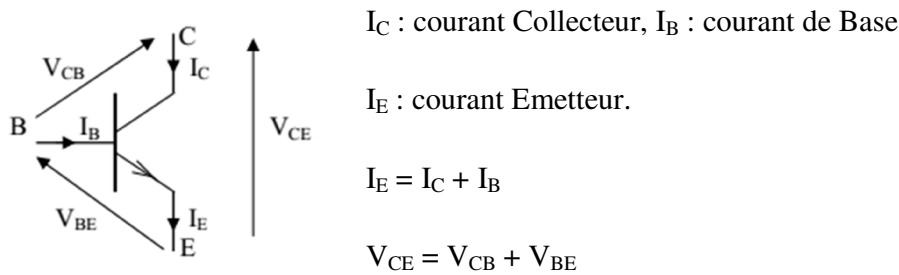 C
V_CB
I_C
B
I_B
V_CE
V_BE
I_E
E
I_C : courant Collecteur, I_B : courant de Base
I_E : courant Emetteur.
I_E = I_C + I_B
V_CE = V_CB + V_BE